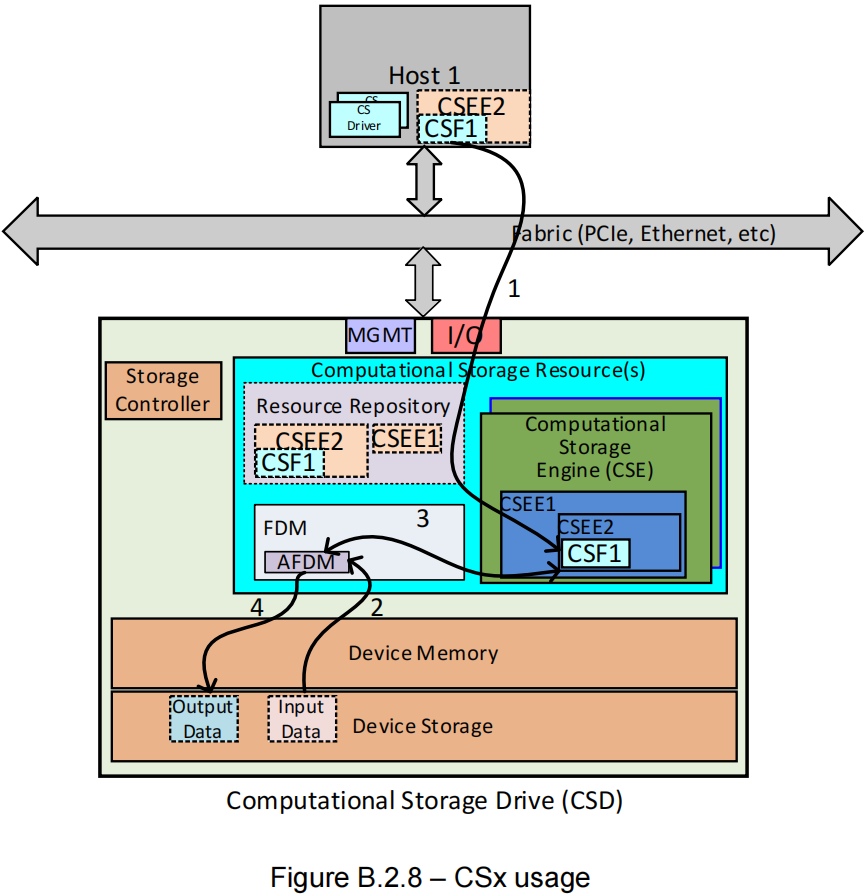 Host 1
CS
CS
Driver
CSEE2
CSF1
Fabric (PCIe, Ethernet, etc)
1
MGMT
I/O
Storage
Controller
Computational Storage Resource(s)
Resource Repository
CSEE2
CSF1
CSEE1
Computational
Storage
Engine (CSE)
CSEE1
CSEE2
CSF1
FDM
3
AFDM
4
2
Device Memory
Output
Data
Input
Data
Device Storage
Computational Storage Drive (CSD)
Figure B.2.8 – CSx usage